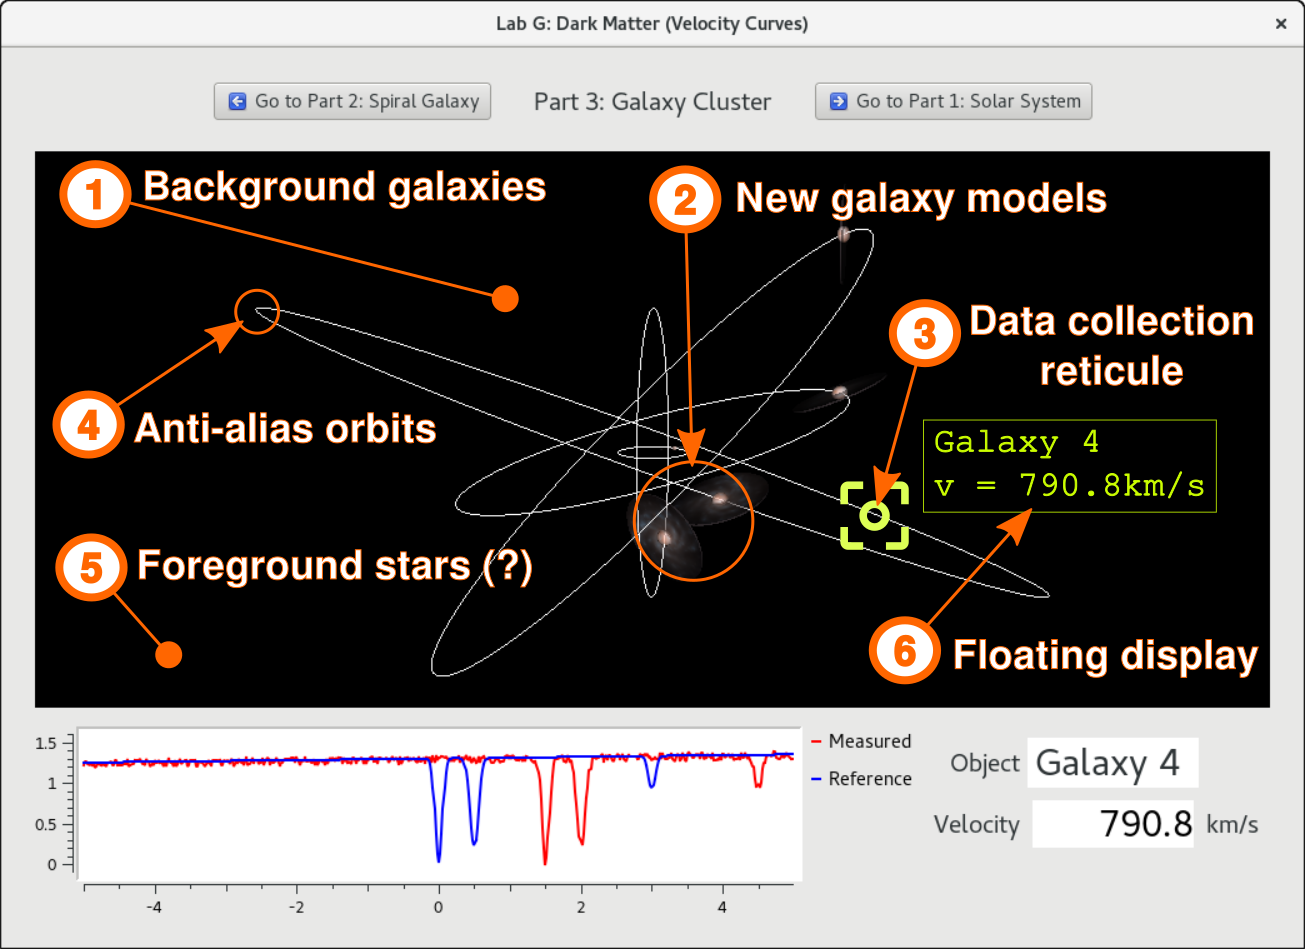 Lab G: Dark Matter (Velocity Curves)
×
Go to Part 2: Spiral Galaxy
Part 3: Galaxy Cluster
Go to Part 1: Solar System
1 Background galaxies
2 New galaxy models
3 Data collection
reticule
4 Anti-alias orbits
Galaxy 4
v = 790.8km/s
5 Foreground stars (?)
6 Floating display
1.5
1
0.5
0
-4 -2 0 2 4
Measured
Reference
Object Galaxy 4
Velocity 790.8 km/s